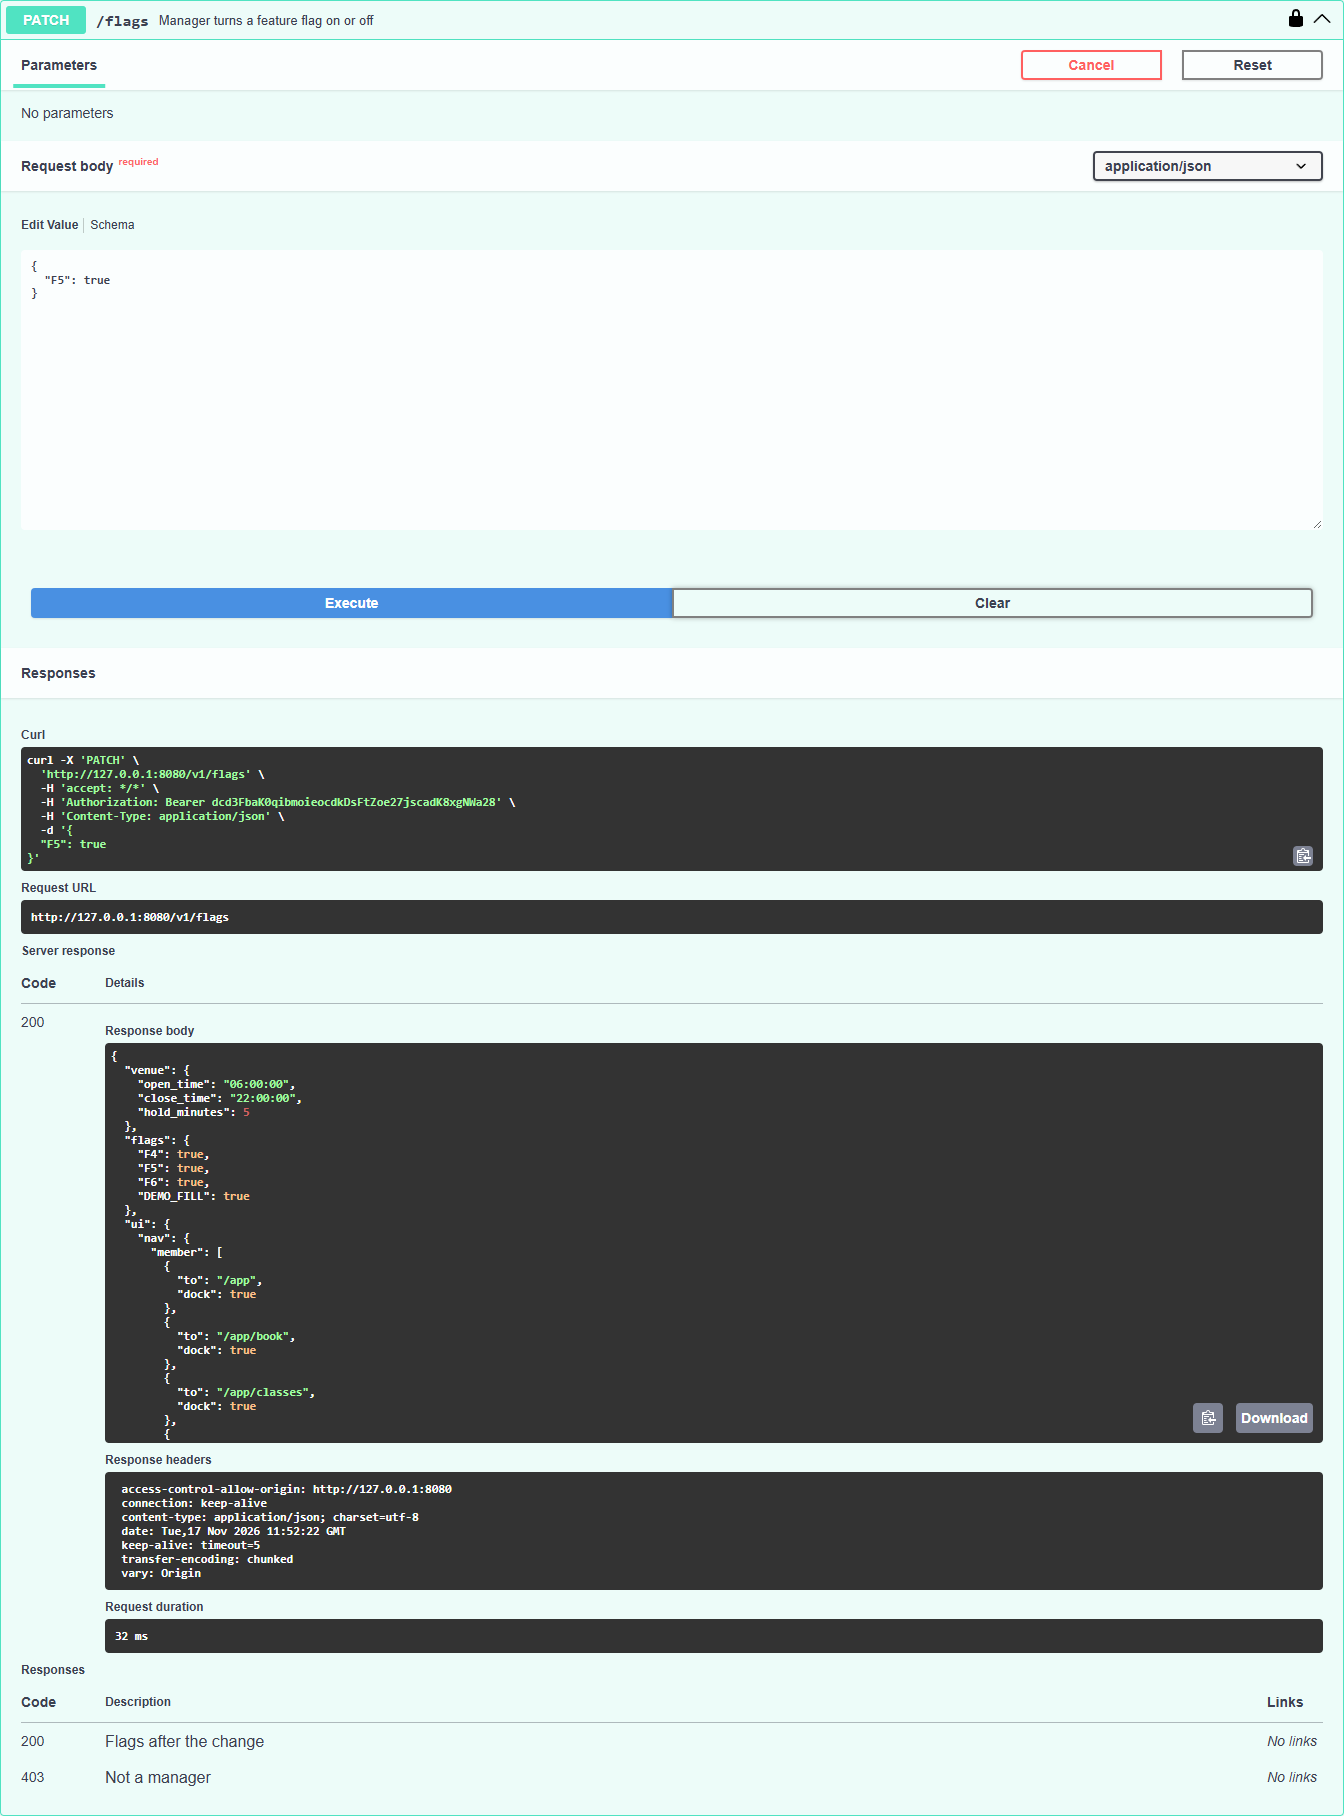 PATCH /flags Manager turns a feature flag on or off
Parameters
Cancel
Reset
No parameters
Request body required
application/json
Edit Value Schema
{
  "F5": true
}
Execute
Clear
Responses
Curl
curl -X 'PATCH' \
  'http://127.0.0.1:8080/v1/flags' \
  -H 'accept: */*' \
  -H 'Authorization: Bearer dcd3FbaK0qibmoieocdkDsFtZoe27jscadK8xgNWa28' \
  -H 'Content-Type: application/json' \
  -d '{
  "F5": true
}'
Request URL
http://127.0.0.1:8080/v1/flags
Server response
Code Details
200
Response body
{
  "venue": {
    "open_time": "06:00:00",
    "close_time": "22:00:00",
    "hold_minutes": 5
  },
  "flags": {
    "F4": true,
    "F5": true,
    "F6": true,
    "DEMO_FILL": true
  },
  "ui": {
    "nav": {
      "member": [
        {
          "to": "/app",
          "dock": true
        },
        {
          "to": "/app/book",
          "dock": true
        },
        {
          "to": "/app/classes",
          "dock": true
        },
        {
Download
Response headers
access-control-allow-origin: http://127.0.0.1:8080
connection: keep-alive
content-type: application/json; charset=utf-8
date: Tue,17 Nov 2026 11:52:22 GMT
keep-alive: timeout=5
transfer-encoding: chunked
vary: Origin
Request duration
32 ms
Responses
Code Description Links
200 Flags after the change No links
403 Not a manager No links